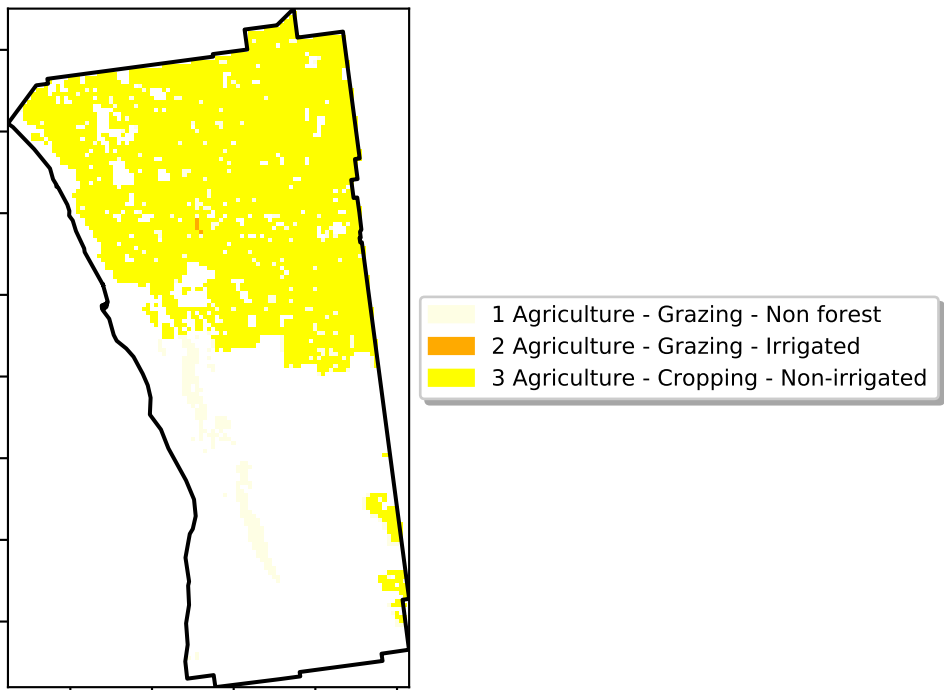 1 Agriculture - Grazing - Non forest
2 Agriculture - Grazing - Irrigated
3 Agriculture - Cropping - Non-irrigated